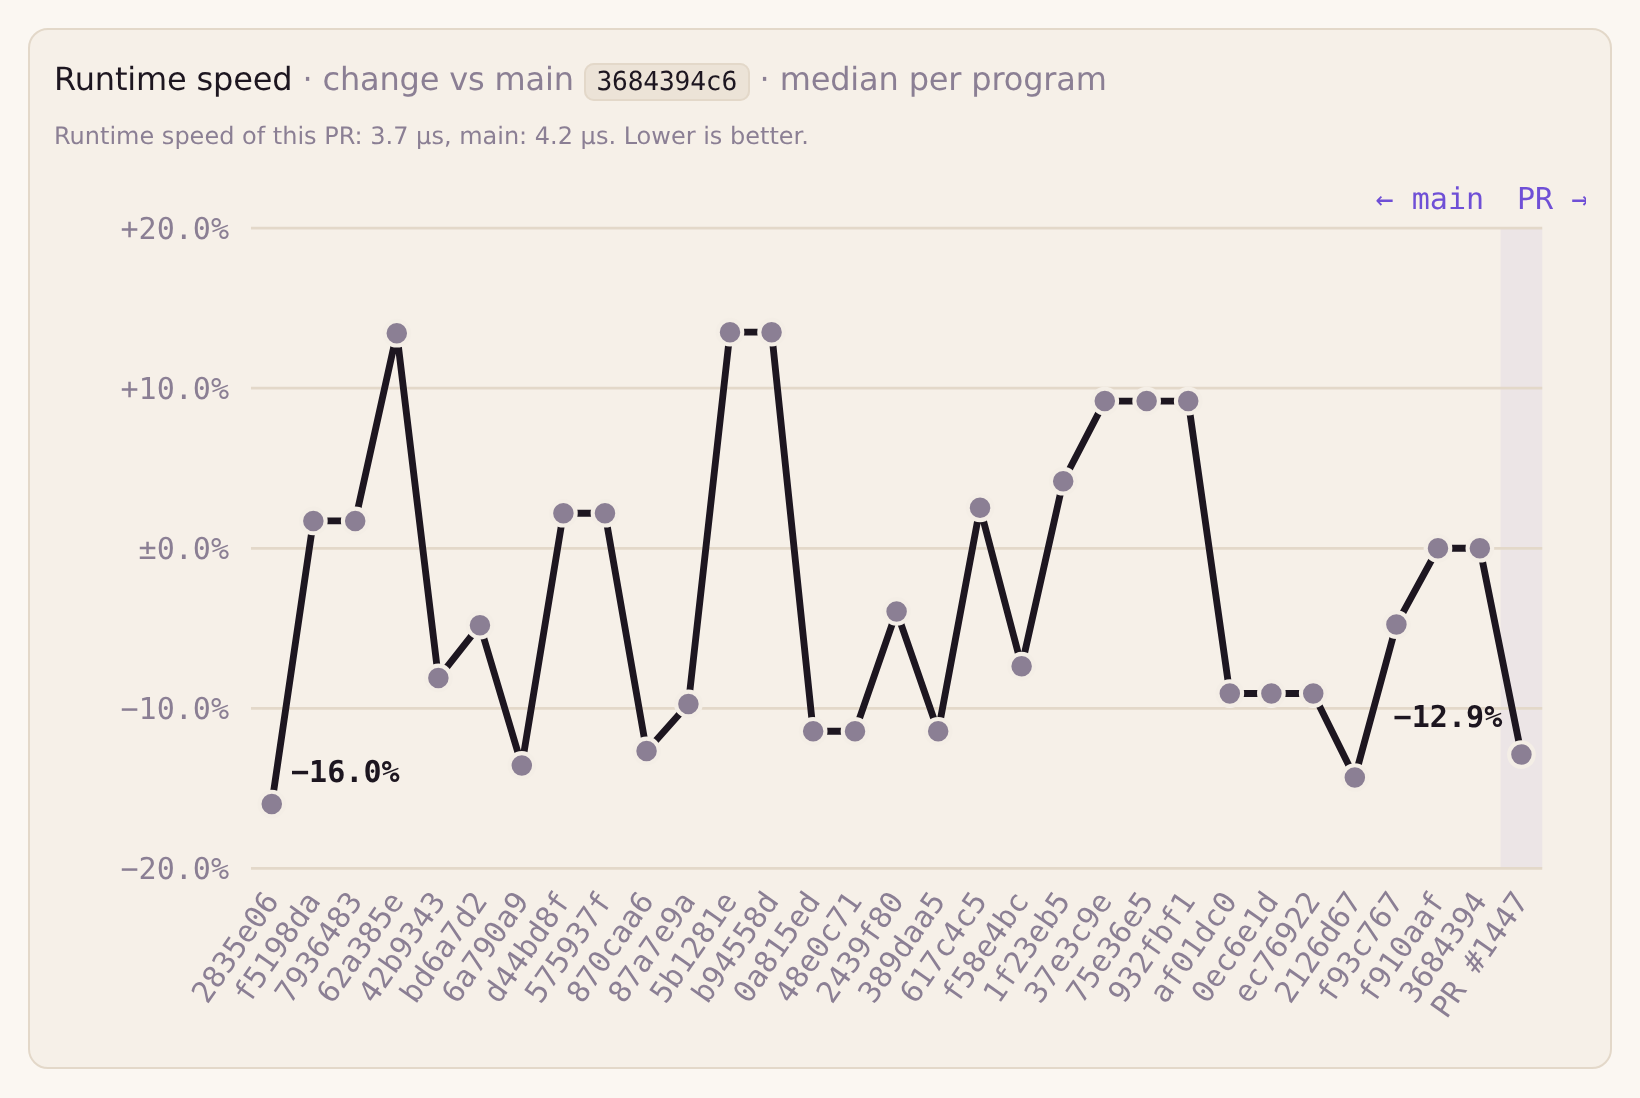 Runtime speed · change vs main 3684394c6 · median per program
Runtime speed of this PR: 3.7 µs, main: 4.2 µs. Lower is better.
← main PR →
+20.0%
+10.0%
±0.0%
−10.0%
−20.0%
−16.0%
−12.9%
2835e06
f5198da
7936483
62a385e
42b9343
bd6a7d2
6a790a9
d44bd8f
575937f
870caa6
87a7e9a
5b1281e
b94558d
0a815ed
48e0c71
2439f80
389daa5
617c4c5
f58e4bc
1f23eb5
37e3c9e
75e36e5
932fbf1
af01dc0
0ec6e1d
ec76922
2126d67
f93c767
f910aaf
3684394
PR #1447